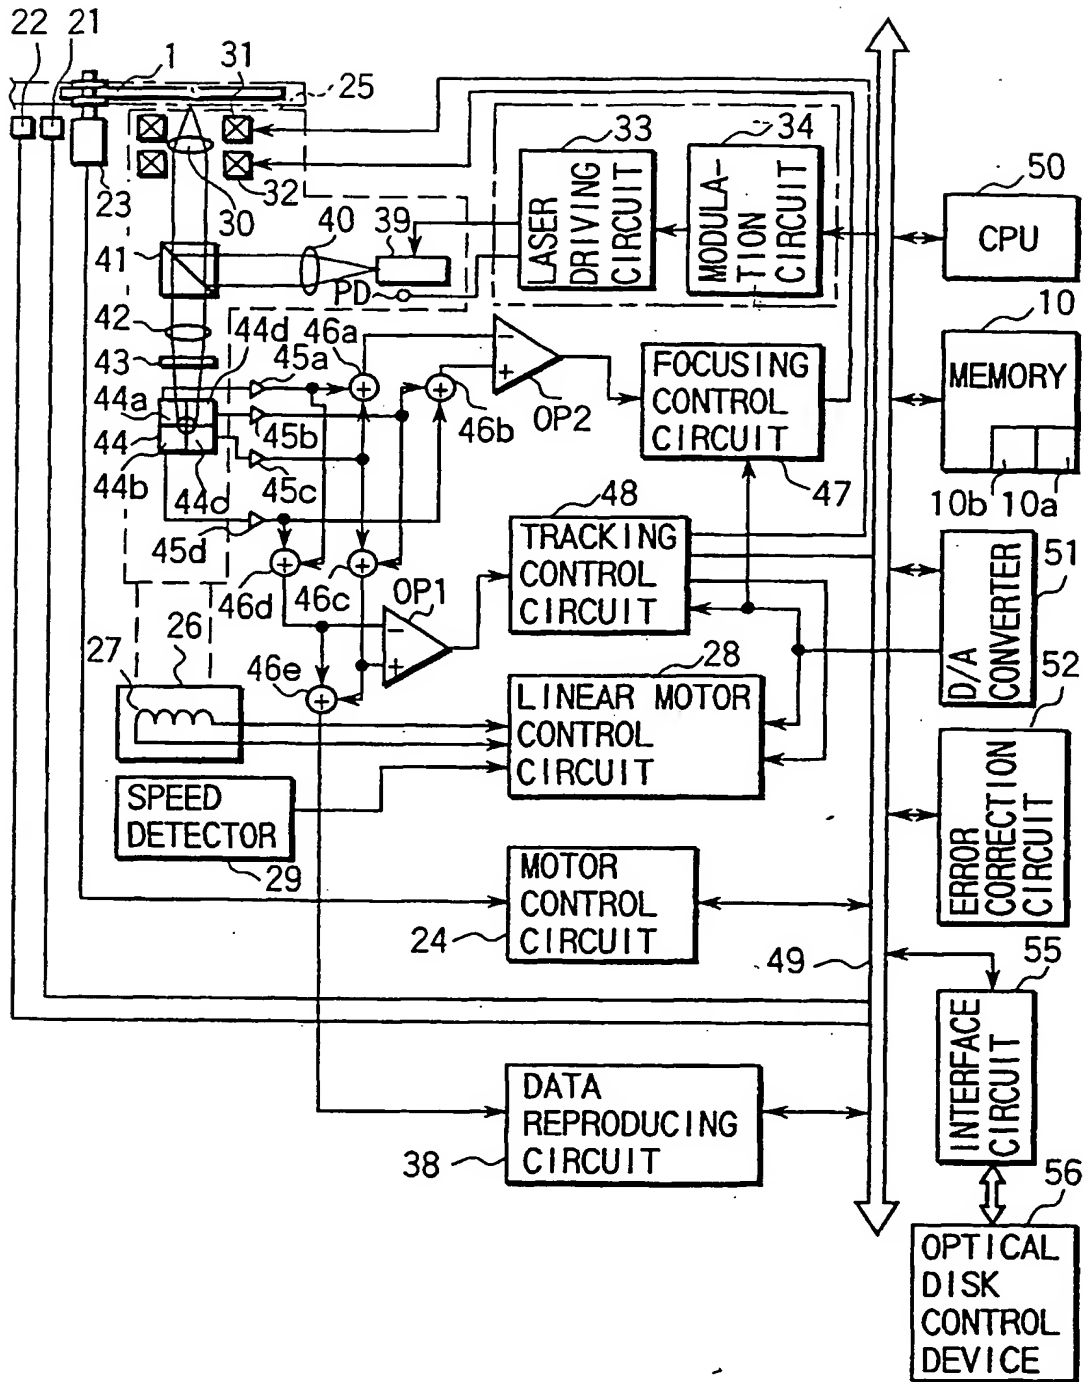 22
21
1
31
25
33
34
LASER
DRIVING
CIRCUIT
MODULA-
TION
CIRCUIT
50
CPU
23
30
32
40
39
41
PD
42
43
44d
46a
45a
44a
44
44b
44d
45b
45c
45d
46b
OP2
FOCUSING
CONTROL
CIRCUIT
47
10
MEMORY
10b
10a
48
TRACKING
CONTROL
CIRCUIT
46d
46c
OP1
D/A
CONVERTER
51
26
27
46e
28
LINEAR MOTOR
CONTROL
CIRCUIT
52
ERROR
CORRECTION
CIRCUIT
SPEED
DETECTOR
29
MOTOR
CONTROL
CIRCUIT
24
49
55
INTERFACE
CIRCUIT
DATA
REPRODUCING
CIRCUIT
38
56
OPTICAL
DISK
CONTROL
DEVICE